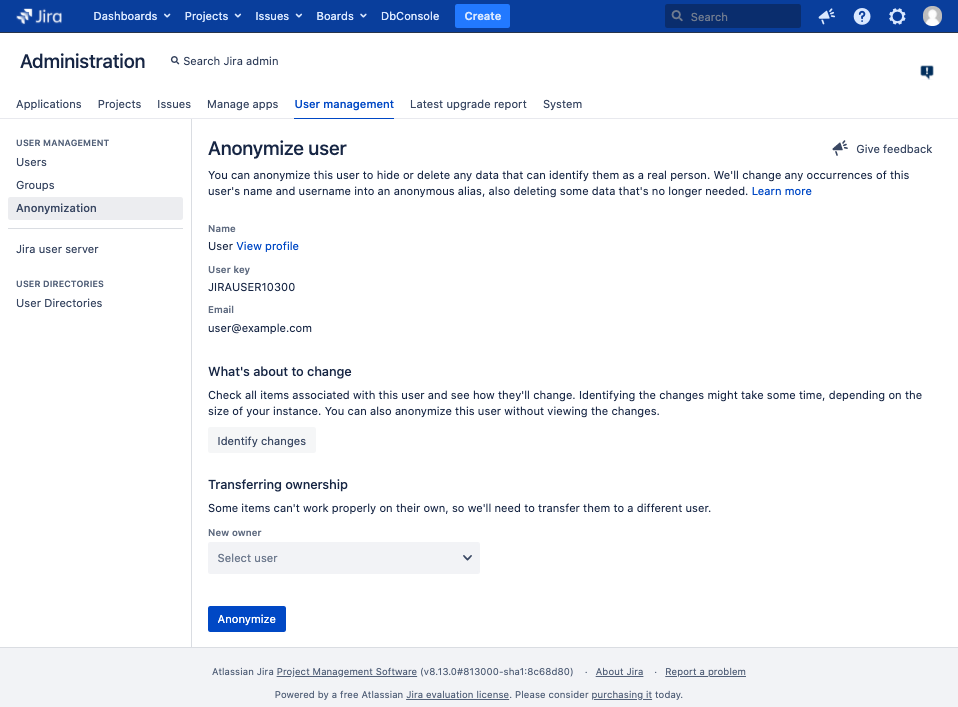 Jira Dashboards Projects Issues Boards DbConsole Create Search
Administration Search Jira admin
Applications Projects Issues Manage apps User management Latest upgrade report System
USER MANAGEMENT
Users
Groups
Anonymization
Jira user server
USER DIRECTORIES
User Directories
Anonymize user
Give feedback
You can anonymize this user to hide or delete any data that can identify them as a real person. We'll change any occurrences of this
user's name and username into an anonymous alias, also deleting some data that's no longer needed. Learn more
Name
User View profile
User key
JIRAUSER10300
Email
user@example.com
What's about to change
Check all items associated with this user and see how they'll change. Identifying the changes might take some time, depending on the
size of your instance. You can also anonymize this user without viewing the changes.
Identify changes
Transferring ownership
Some items can't work properly on their own, so we'll need to transfer them to a different user.
New owner
Select user
Anonymize
Atlassian Jira Project Management Software (v8.13.0#813000-sha1:8c68d80) · About Jira · Report a problem
Powered by a free Atlassian Jira evaluation license. Please consider purchasing it today.